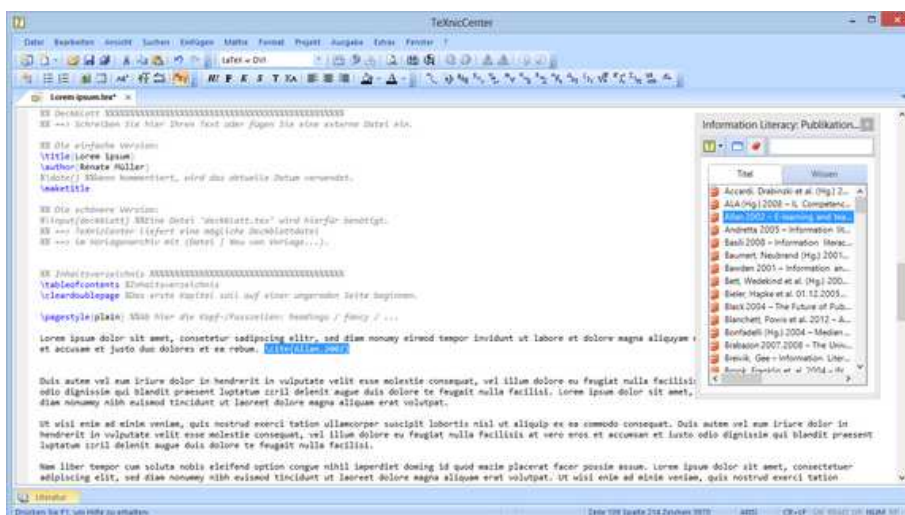 TeXnicCenter
Datei Bearbeiten Ansicht Suchen Einfügen Mathe Format Projekt Ausgabe Extras Fenster ?
LaTeX ⇒ DVI
Lorem ipsum.tex*
%% Deckblatt %%%%%%%%%%%%%%%%%%%%%%%%%%%%%%%%%%%%%%%
%% ==> Schreiben Sie hier Ihren Text oder fügen Sie eine externe Datei ein.
%% Die einfache Version:
\title{Lorem ipsum}
\author{Renate Müller}
%\date{} %Wenn kommentiert, wird das aktuelle Datum verwendet.
\maketitle
%% Die schönere Version:
%\input{deckblatt} %%Eine Datei 'deckblatt.tex' wird hierfür benötigt.
%% ==> TeXnicCenter liefert eine mögliche Deckblattdatei
%% ==> im Vorlagenarchiv mit (Datei | Neu von Vorlage...).
%% Inhaltsverzeichnis %%%%%%%%%%%%%%%%%%%%%%%%%%%%%%%%%%%
\tableofcontents %Inhaltsverzeichnis
\cleardoublepage %Das erste Kapitel soll auf einer ungeraden Seite beginnen.
\pagestyle{plain} %%Ab hier die Kopf-/Fusszeilen: headings / fancy / ...
Lorem ipsum dolor sit amet, consetetur sadipscing elitr, sed diam nonumy eirmod tempor invidunt ut labore et dolore magna aliquyam
et accusam et justo duo dolores et ea rebum. \cite{Allan.2002}
Duis autem vel eum iriure dolor in hendrerit in vulputate velit esse molestie consequat, vel illum dolore eu feugiat nulla facilisis
odio dignissim qui blandit praesent luptatum zzril delenit augue duis dolore te feugait nulla facilisi. Lorem ipsum dolor sit amet,
diam nonummy nibh euismod tincidunt ut laoreet dolore magna aliquam erat volutpat.
Ut wisi enim ad minim veniam, quis nostrud exerci tation ullamcorper suscipit lobortis nisl ut aliquip ex ea commodo consequat. Duis autem vel eum iriure dolor in
hendrerit in vulputate velit esse molestie consequat, vel illum dolore eu feugiat nulla facilisis at vero eros et accumsan et iusto odio dignissim qui blandit praesent
luptatum zzril delenit augue duis dolore te feugait nulla facilisi.
Nam liber tempor cum soluta nobis eleifend option congue nihil imperdiet doming id quod mazim placerat facer possim assum. Lorem ipsum dolor sit amet, consectetuer
adipiscing elit, sed diam nonummy nibh euismod tincidunt ut laoreet dolore magna aliquam erat volutpat. Ut wisi enim ad minim veniam, quis nostrud exerci tation
Information Literacy: Publikation...
Titel Wissen
Accardi, Drabinski et al. (Hg.) 2...
ALA (Hg.) 2008 – IL Competenc...
Allan 2002 – E-learning and tea...
Andretta 2005 – Information lit...
Basili 2008 – Information literac...
Baumert, Neubrand (Hg.) 2001...
Bawden 2001 – Information an...
Bett, Wedekind et al. (Hg.) 200...
Bieler, Hapke et al. 01.12.2005...
Black 2004 – The Future of Pub...
Blanchett, Powis et al. 2012 – A...
Bonfadelli (Hg.) 2004 – Medien...
Brabazon 2007.2008 – The Univ...
Breivik, Gee – Information Liter...
Literatur
Drücken Sie F1, um Hilfe zu erhalten.